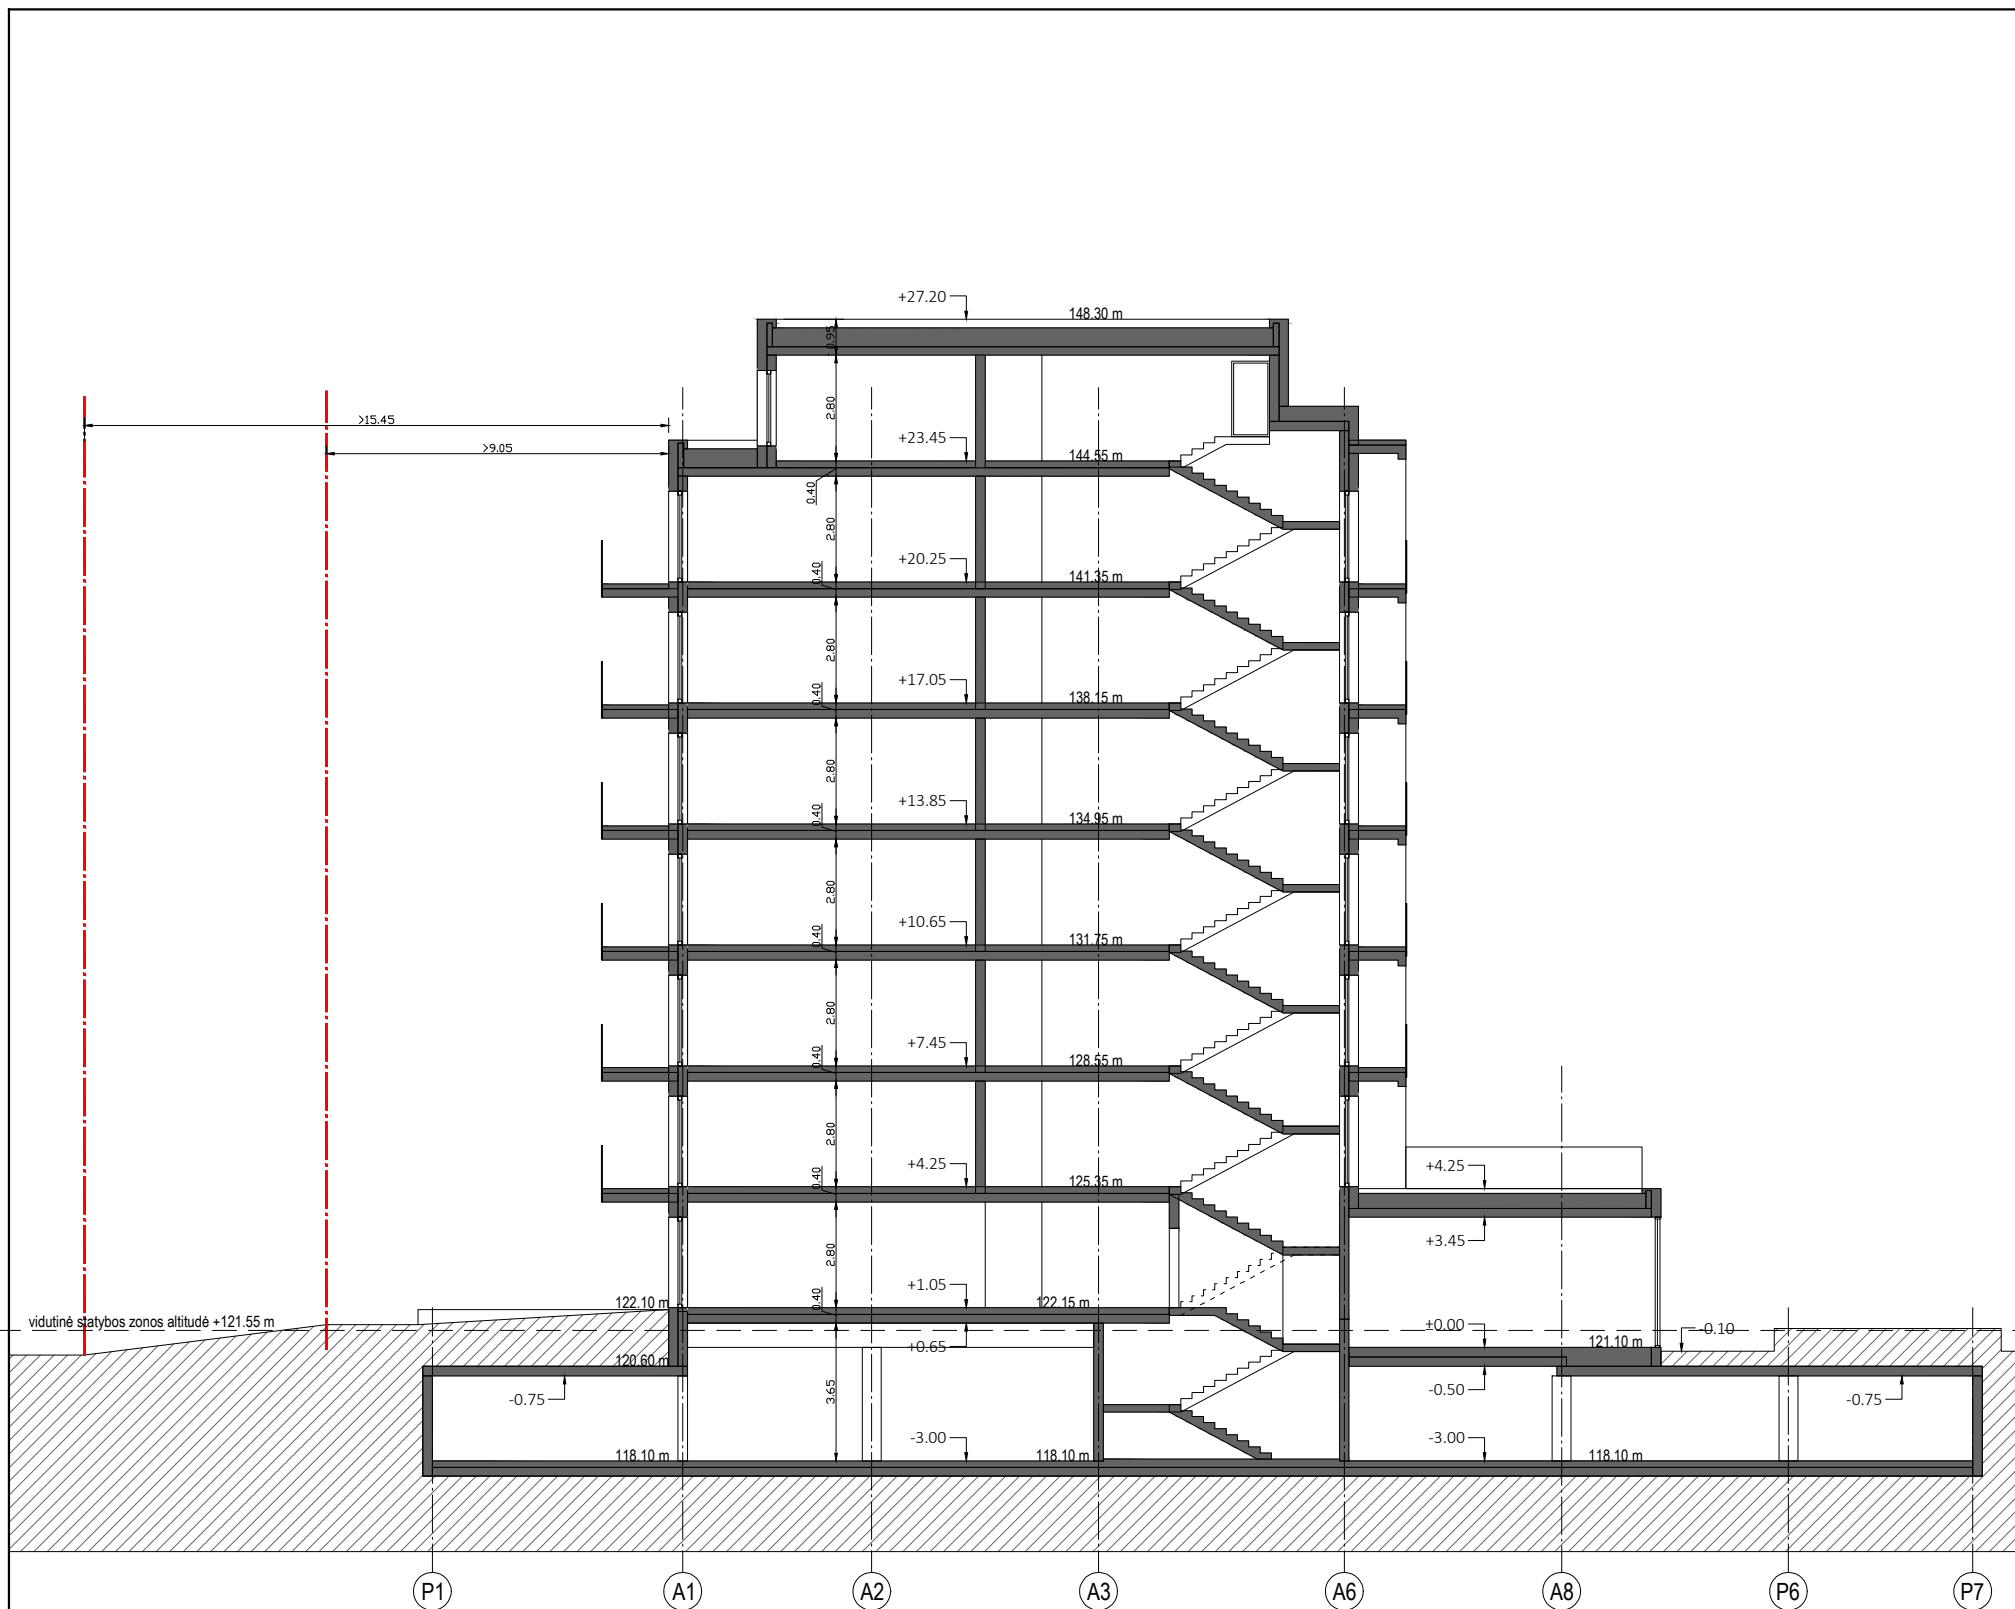 +27.20
148.30 m
0.95
2.80
>15.45
>9.05
+23.45
144.55 m
0.40
2.80
+20.25
141.35 m
0.40
2.80
+17.05
138.15 m
0.40
2.80
+13.85
134.95 m
0.40
2.80
+10.65
131.75 m
0.40
2.80
+7.45
128.55 m
0.40
2.80
+4.25
125.35 m
+4.25
0.40
+3.45
2.80
+1.05
122.10 m
122.15 m
0.40
vidutinė statybos zonos altitudė +121.55 m
+0.00
-0.10
+0.65
121.10 m
120.60 m
-0.75
3.65
-0.50
-0.75
-3.00
-3.00
118.10 m
118.10 m
118.10 m
P1 A1 A2 A3 A6 A8 P6 P7